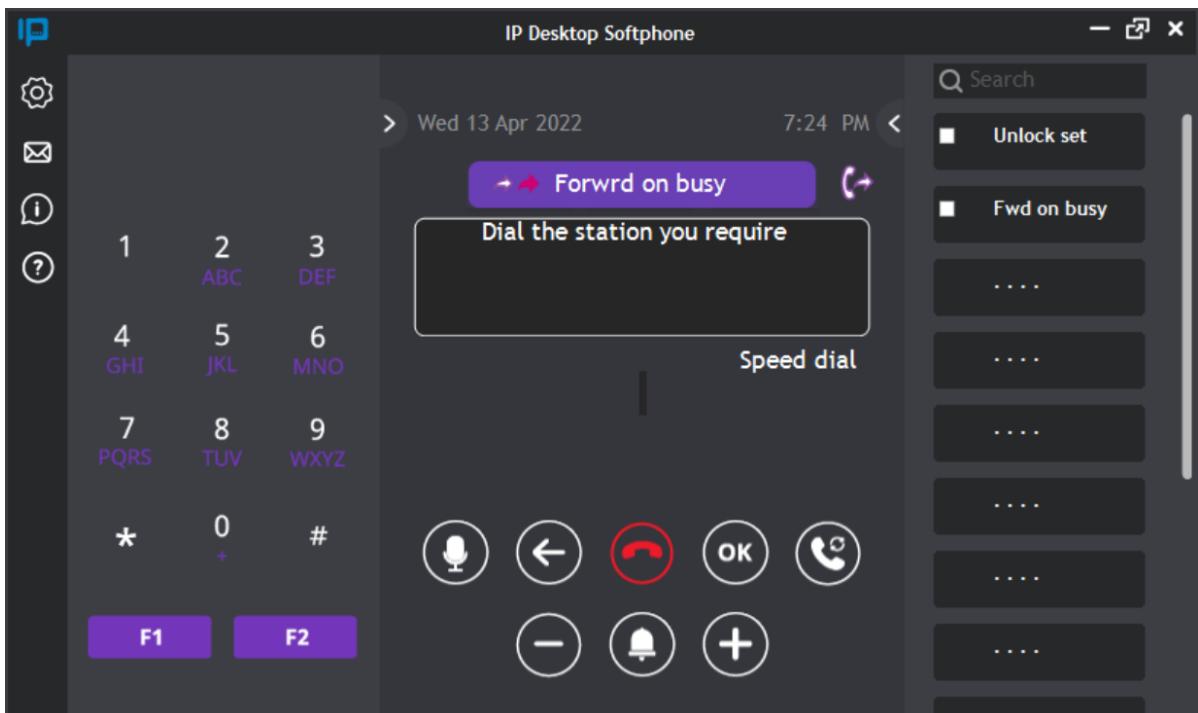 IP IP Desktop Softphone
Search
Wed 13 Apr 2022 7:24 PM
Unlock set
Forwrd on busy
Fwd on busy
Dial the station you require
1 2 3
ABC DEF
. . . .
4 5 6
GHI JKL MNO
Speed dial
. . . .
7 8 9
PQRS TUV WXYZ
. . . .
* 0 #
+
. . . .
OK
. . . .
F1 F2
. . . .